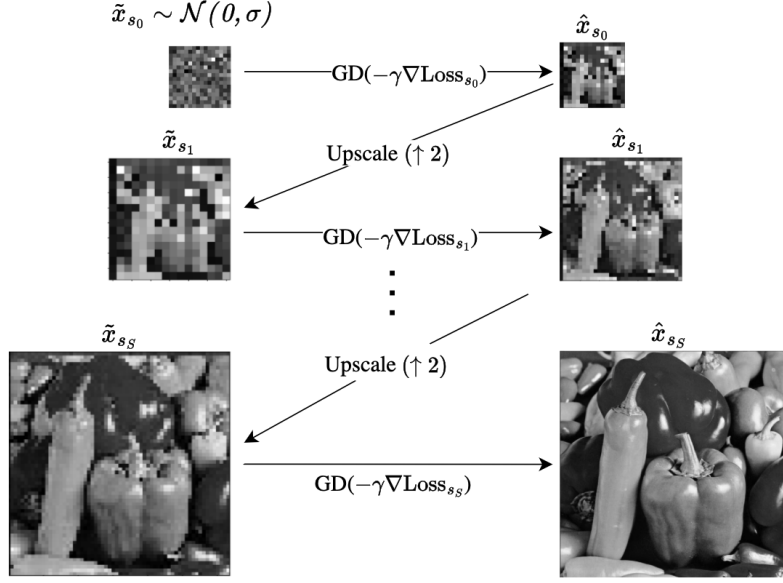 x̃_{s_0} ∼ 𝒩(0, σ)
x̂_{s_0}
GD(−γ∇Loss_{s_0})
Upscale (↑ 2)
x̃_{s_1}
x̂_{s_1}
GD(−γ∇Loss_{s_1})
x̃_{s_S}
x̂_{s_S}
Upscale (↑ 2)
GD(−γ∇Loss_{s_S})